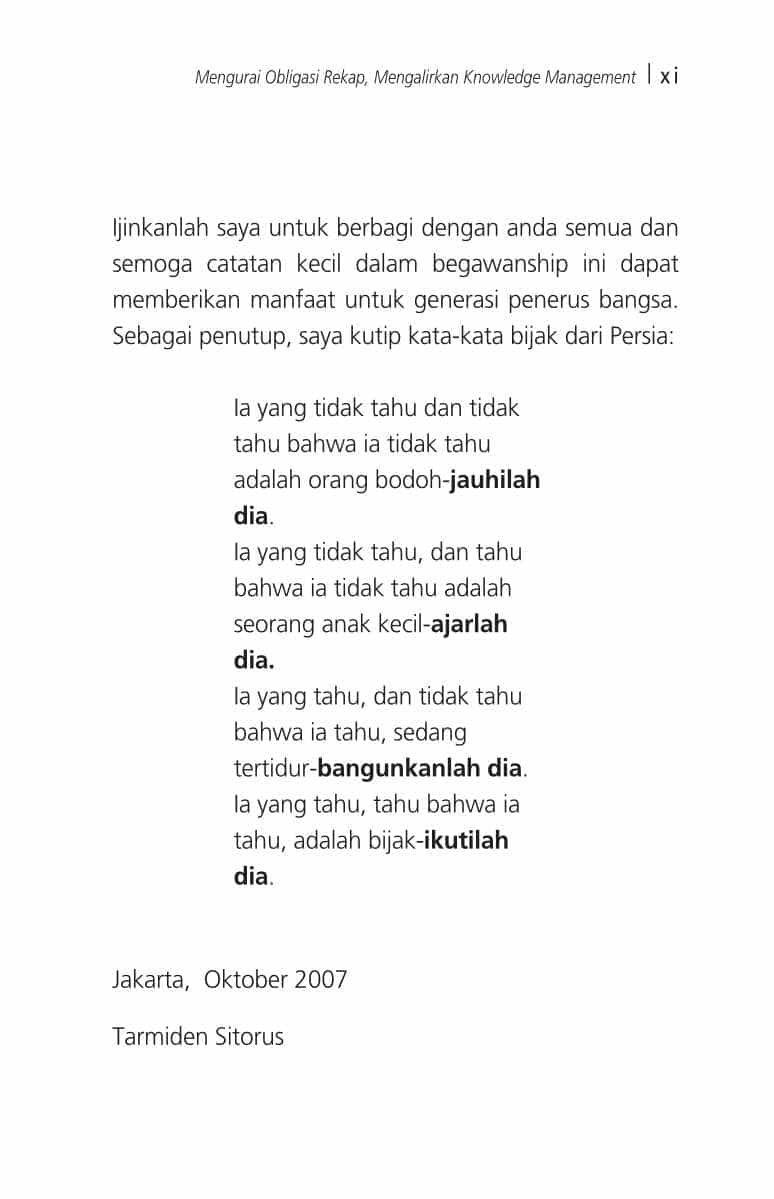 Mengurai Obligasi Rekap, Mengalirkan Knowledge Management | xi
Ijinkanlah saya untuk berbagi dengan anda semua dan
semoga catatan kecil dalam begawanship ini dapat
memberikan manfaat untuk generasi penerus bangsa.
Sebagai penutup, saya kutip kata-kata bijak dari Persia:
Ia yang tidak tahu dan tidak
tahu bahwa ia tidak tahu
adalah orang bodoh-jauhilah
dia.
Ia yang tidak tahu, dan tahu
bahwa ia tidak tahu adalah
seorang anak kecil-ajarlah
dia.
Ia yang tahu, dan tidak tahu
bahwa ia tahu, sedang
tertidur-bangunkanlah dia.
Ia yang tahu, tahu bahwa ia
tahu, adalah bijak-ikutilah
dia.
Jakarta,  Oktober 2007
Tarmiden Sitorus